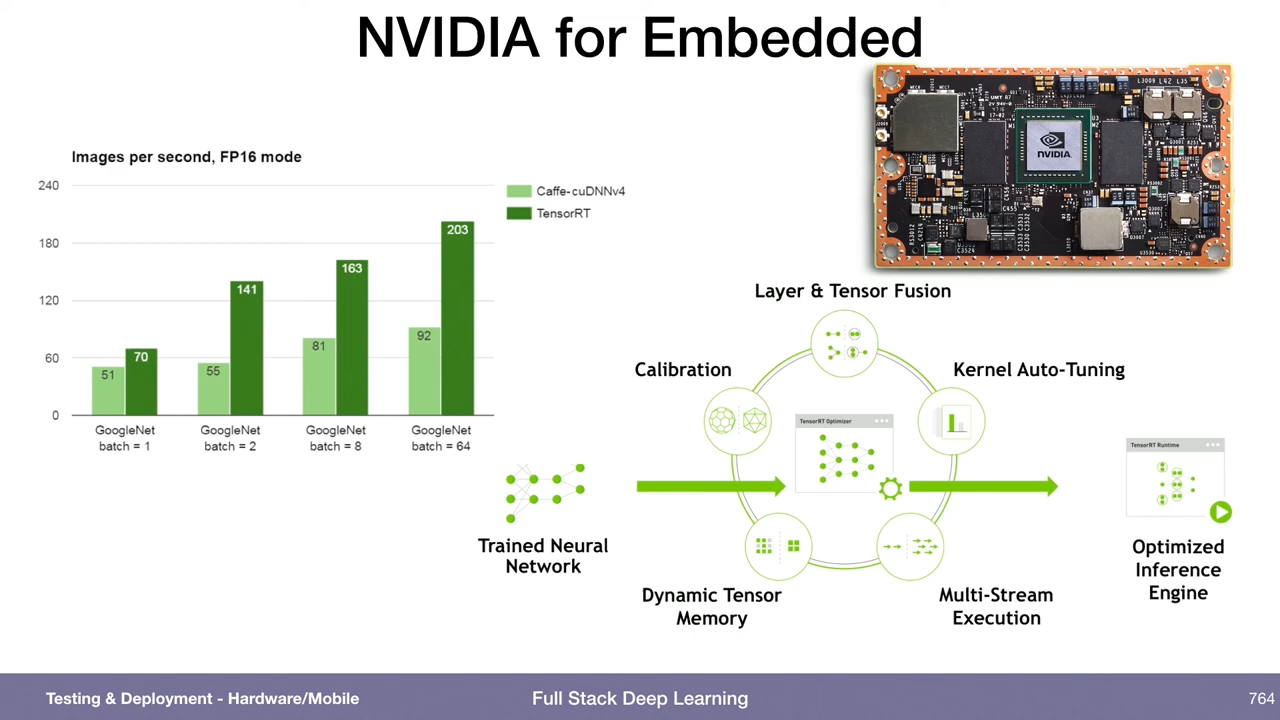 NVIDIA for Embedded
Images per second, FP16 mode
240
180
120
60
0
Caffe-cuDNNv4
TensorRT
51
70
55
141
81
163
92
203
GoogleNet
batch = 1
GoogleNet
batch = 2
GoogleNet
batch = 8
GoogleNet
batch = 64
NVIDIA.
L3009 L42 L35
Layer & Tensor Fusion
Calibration
Kernel Auto-Tuning
TensorRT Optimizer
TensorRT Runtime
Trained Neural
Network
Dynamic Tensor
Memory
Multi-Stream
Execution
Optimized
Inference
Engine
Testing & Deployment - Hardware/Mobile
Full Stack Deep Learning
764